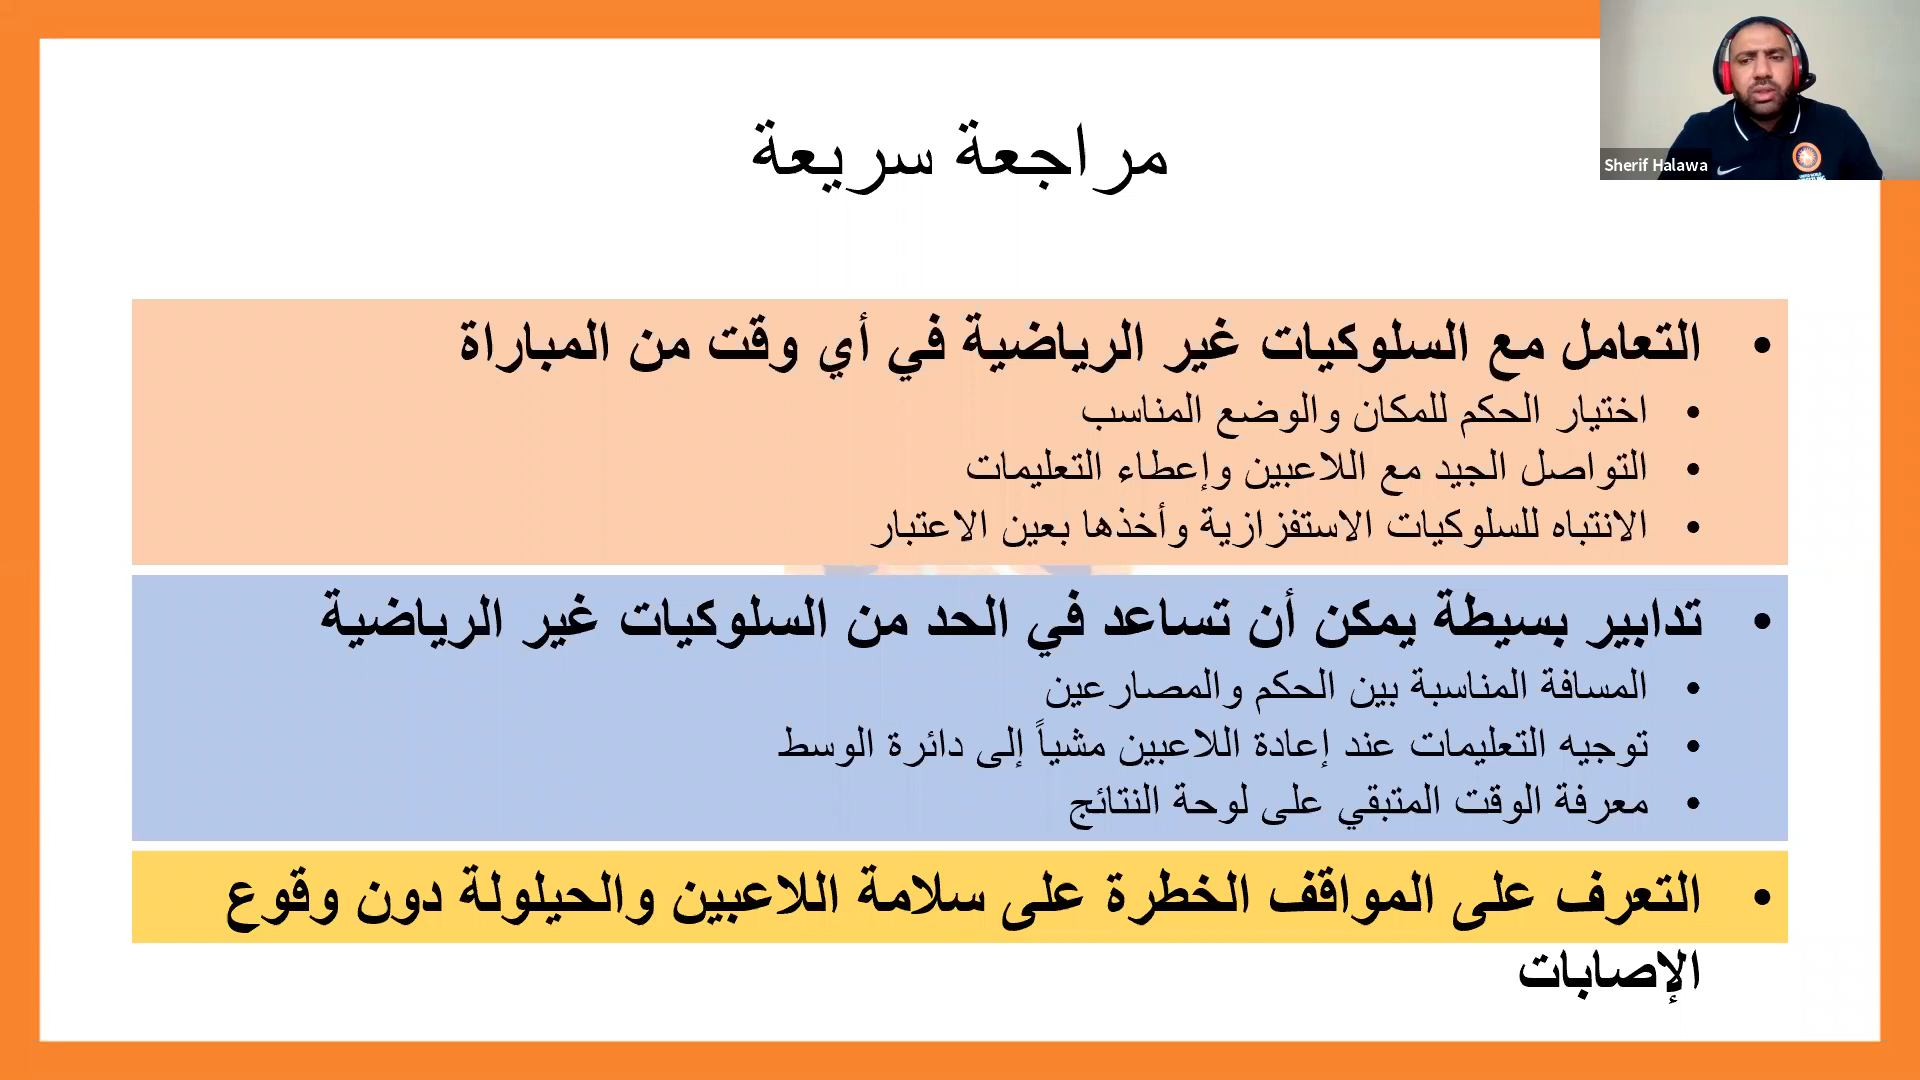 مراجعة سريعة
Sherif Halawa
• التعامل مع السلوكيات غير الرياضية في أي وقت من المباراة
• اختيار الحكم للمكان والوضع المناسب
• التواصل الجيد مع اللاعبين وإعطاء التعليمات
• الانتباه للسلوكيات الاستفزازية وأخذها بعين الاعتبار
• تدابير بسيطة يمكن أن تساعد في الحد من السلوكيات غير الرياضية
• المسافة المناسبة بين الحكم والمصارعين
• توجيه التعليمات عند إعادة اللاعبين مشياً إلى دائرة الوسط
• معرفة الوقت المتبقي على لوحة النتائج
• التعرف على المواقف الخطرة على سلامة اللاعبين والحيلولة دون وقوع
الإصابات